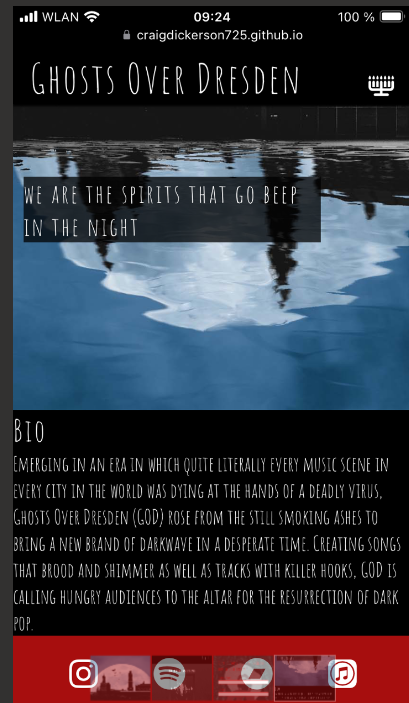 WLAN 09:24 100 %
craigdickerson725.github.io
Ghosts Over Dresden
we are the spirits that go beep
in the night
Bio
Emerging in an era in which quite literally every music scene in
every city in the world was dying at the hands of a deadly virus,
Ghosts Over Dresden (GOD) rose from the still smoking ashes to
bring a new brand of darkwave in a desperate time. Creating songs
that brood and shimmer as well as tracks with killer hooks, GOD is
calling hungry audiences to the altar for the resurrection of dark
pop.